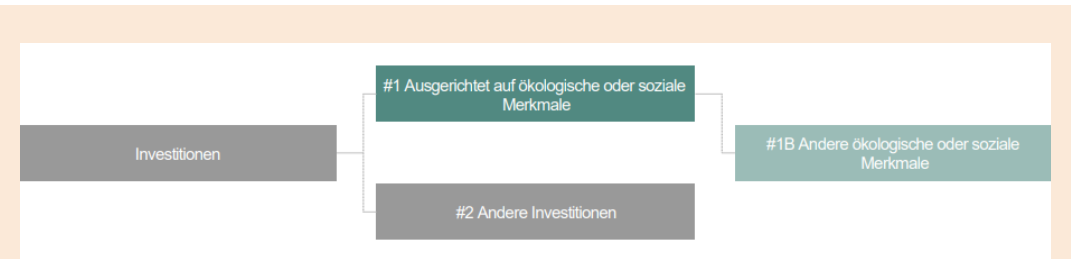 #1 Ausgerichtet auf ökologische oder soziale
Merkmale
Investitionen
#1B Andere ökologische oder soziale
Merkmale
#2 Andere Investitionen